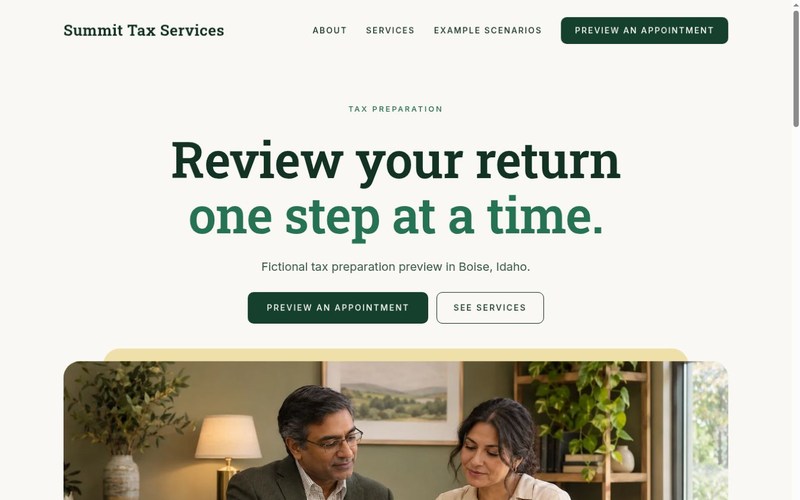 Summit Tax Services
ABOUT
SERVICES
EXAMPLE SCENARIOS
PREVIEW AN APPOINTMENT
TAX PREPARATION
Review your return
one step at a time.
Fictional tax preparation preview in Boise, Idaho.
PREVIEW AN APPOINTMENT
SEE SERVICES